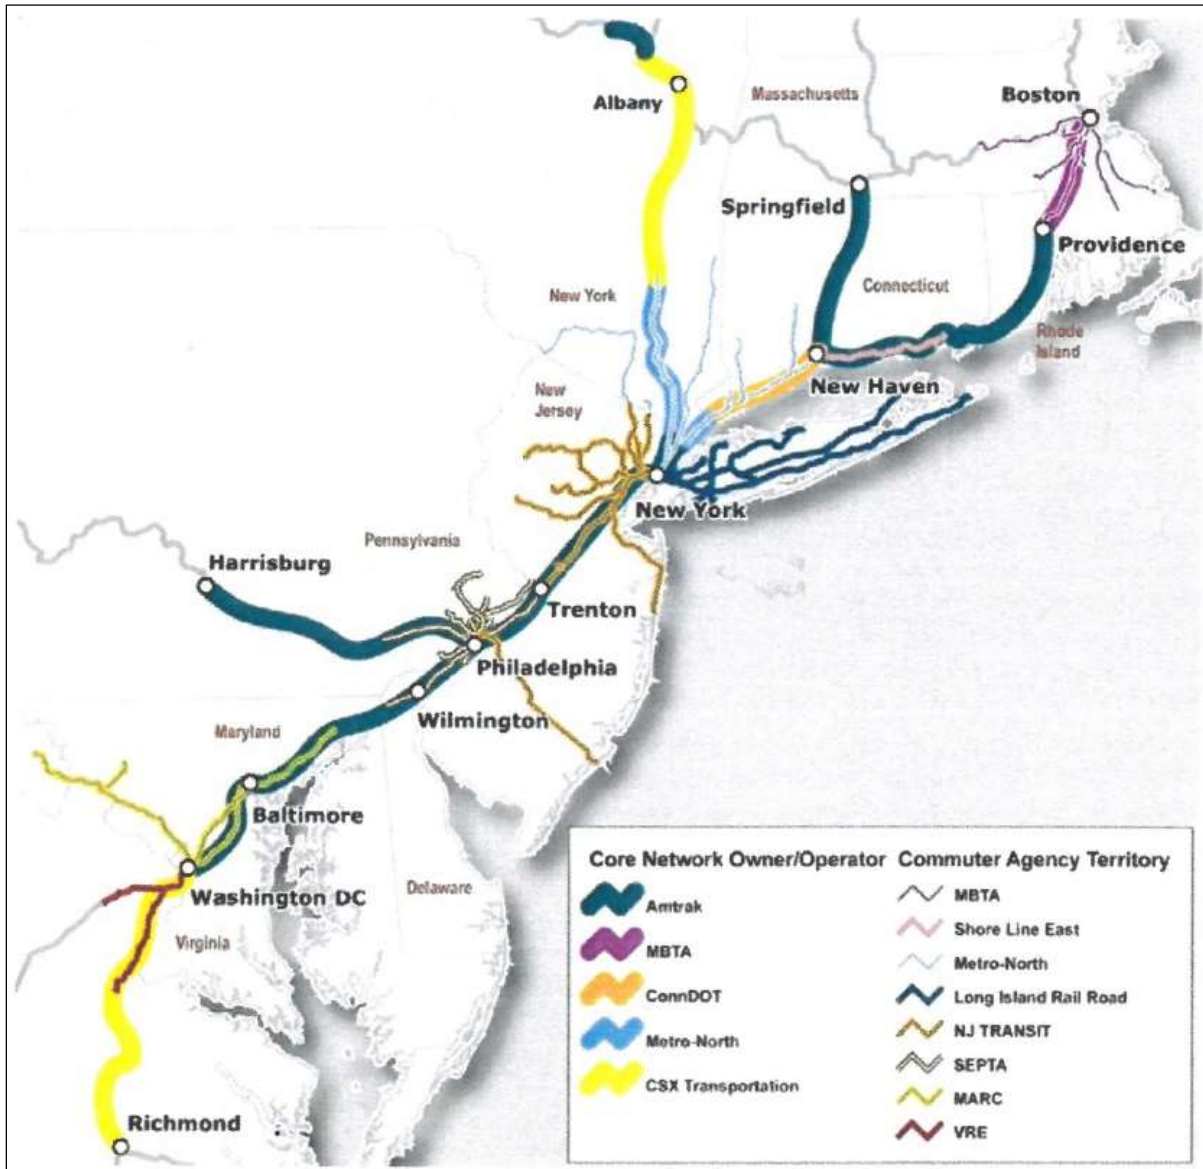 Albany
Massachusetts
Boston
Springfield
Providence
Connecticut
New York
Rhode
Island
New Haven
New
Jersey
New York
Pennsylvania
Harrisburg
Trenton
Philadelphia
Wilmington
Maryland
Baltimore
Washington DC
Delaware
Virginia
Richmond
Core Network Owner/Operator
Amtrak
MBTA
ConnDOT
Metro-North
CSX Transportation
Commuter Agency Territory
MBTA
Shore Line East
Metro-North
Long Island Rail Road
NJ TRANSIT
SEPTA
MARC
VRE